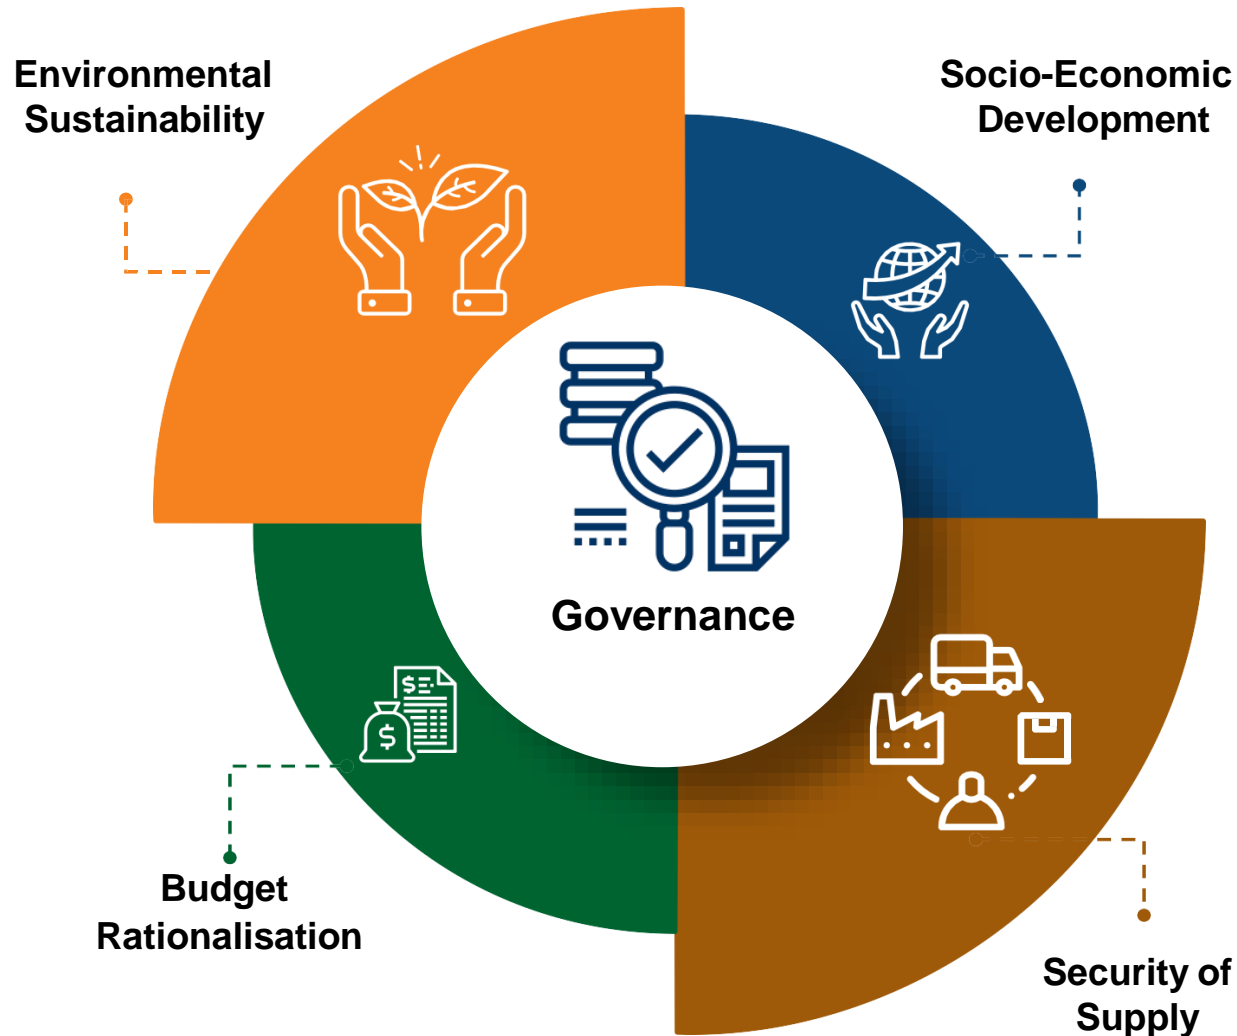 Environmental
Sustainability
Socio-Economic
Development
Governance
$
$
Budget
Rationalisation
Security of
Supply